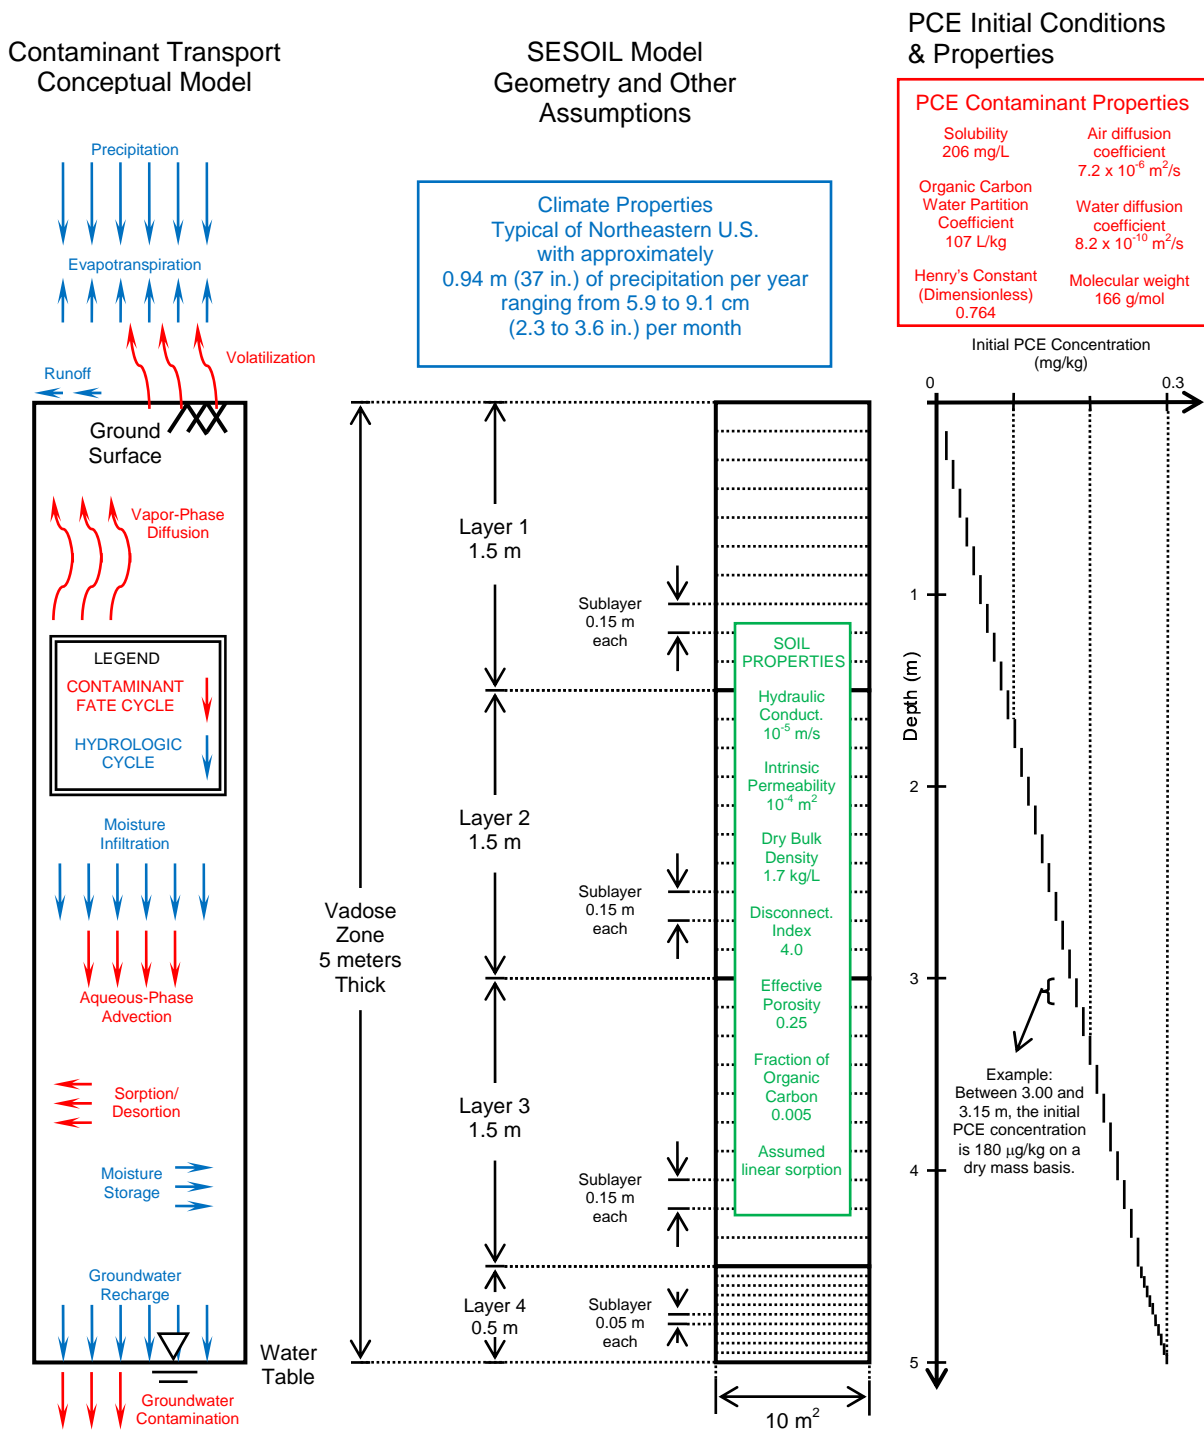 Contaminant Transport
Conceptual Model
Precipitation
Evapotranspiration
Volatilization
Runoff
Ground
Surface
Vapor-Phase
Diffusion
LEGEND
CONTAMINANT
FATE CYCLE
HYDROLOGIC
CYCLE
Moisture
Infiltration
Aqueous-Phase
Advection
Sorption/
Desortion
Moisture
Storage
Groundwater
Recharge
Water
Table
Groundwater
Contamination
SESOIL Model
Geometry and Other
Assumptions
Climate Properties
Typical of Northeastern U.S.
with approximately
0.94 m (37 in.) of precipitation per year
ranging from 5.9 to 9.1 cm
(2.3 to 3.6 in.) per month
Vadose
Zone
5 meters
Thick
Layer 1
1.5 m
Layer 2
1.5 m
Layer 3
1.5 m
Layer 4
0.5 m
Sublayer
0.15 m
each
Sublayer
0.15 m
each
Sublayer
0.15 m
each
Sublayer
0.05 m
each
SOIL
PROPERTIES
Hydraulic
Conduct.
10⁻⁵ m/s
Intrinsic
Permeability
10⁻⁴ m²
Dry Bulk
Density
1.7 kg/L
Disconnect.
Index
4.0
Effective
Porosity
0.25
Fraction of
Organic
Carbon
0.005
Assumed
linear sorption
10 m²
PCE Initial Conditions
& Properties
PCE Contaminant Properties
Solubility
206 mg/L
Organic Carbon
Water Partition
Coefficient
107 L/kg
Henry's Constant
(Dimensionless)
0.764
Air diffusion
coefficient
7.2 x 10⁻⁶ m²/s
Water diffusion
coefficient
8.2 x 10⁻¹⁰ m²/s
Molecular weight
166 g/mol
Initial PCE Concentration
(mg/kg)
0
0.3
Depth (m)
1
2
3
4
5
Example:
Between 3.00 and
3.15 m, the initial
PCE concentration
is 180 μg/kg on a
dry mass basis.